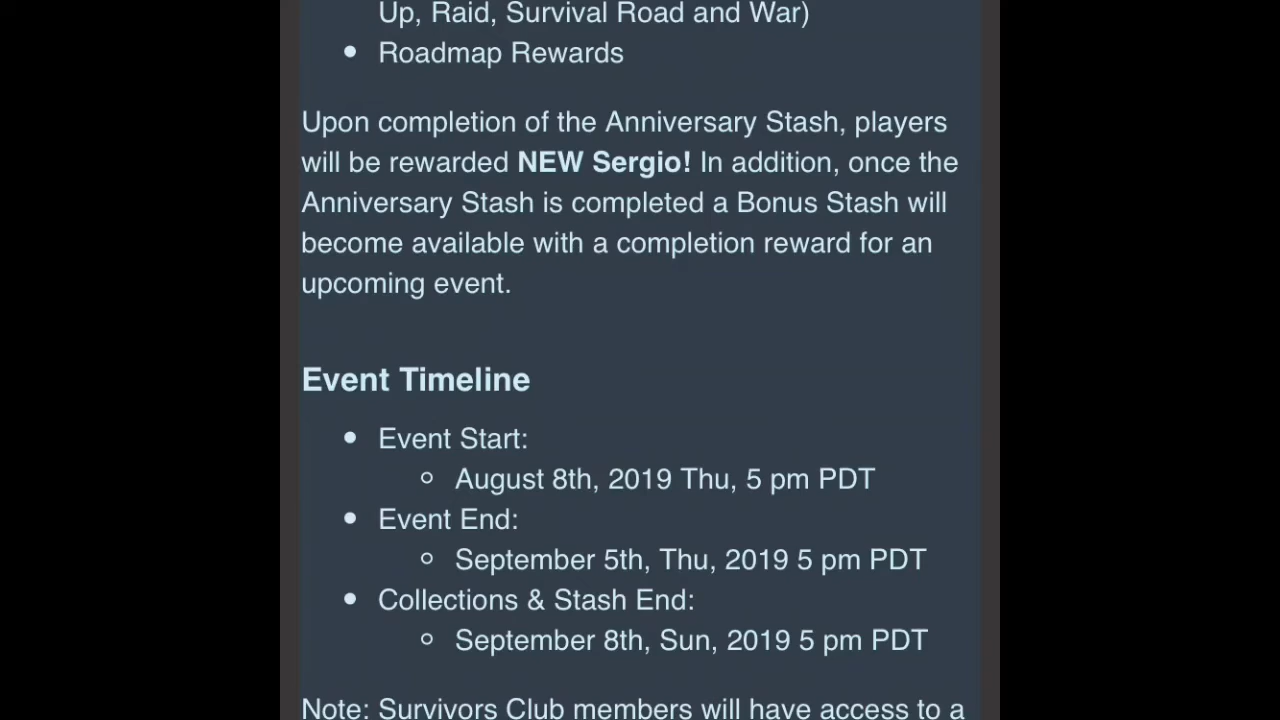 Up, Raid, Survival Road and War)
• Roadmap Rewards
Upon completion of the Anniversary Stash, players
will be rewarded NEW Sergio! In addition, once the
Anniversary Stash is completed a Bonus Stash will
become available with a completion reward for an
upcoming event.
Event Timeline
• Event Start:
○ August 8th, 2019 Thu, 5 pm PDT
• Event End:
○ September 5th, Thu, 2019 5 pm PDT
• Collections & Stash End:
○ September 8th, Sun, 2019 5 pm PDT
Note: Survivors Club members will have access to a